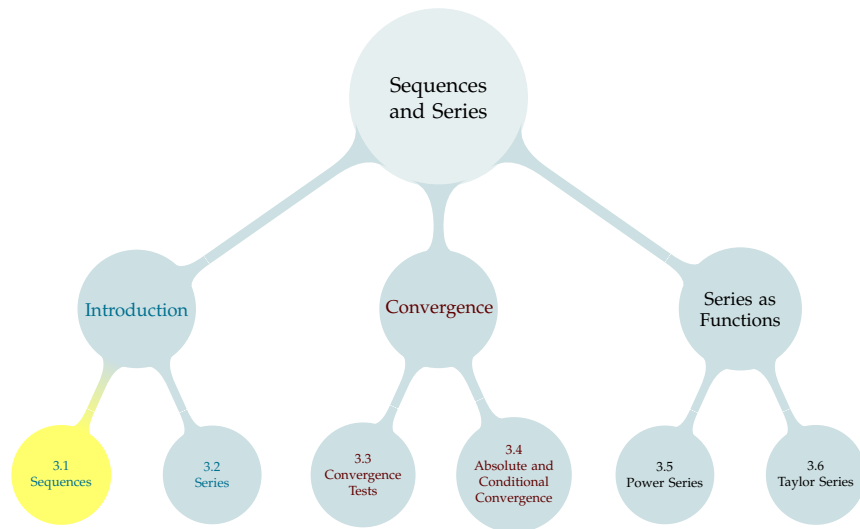 Sequences
and Series
Introduction
Convergence
Series as
Functions
3.1
Sequences
3.2
Series
3.3
Convergence
Tests
3.4
Absolute and
Conditional
Convergence
3.5
Power Series
3.6
Taylor Series